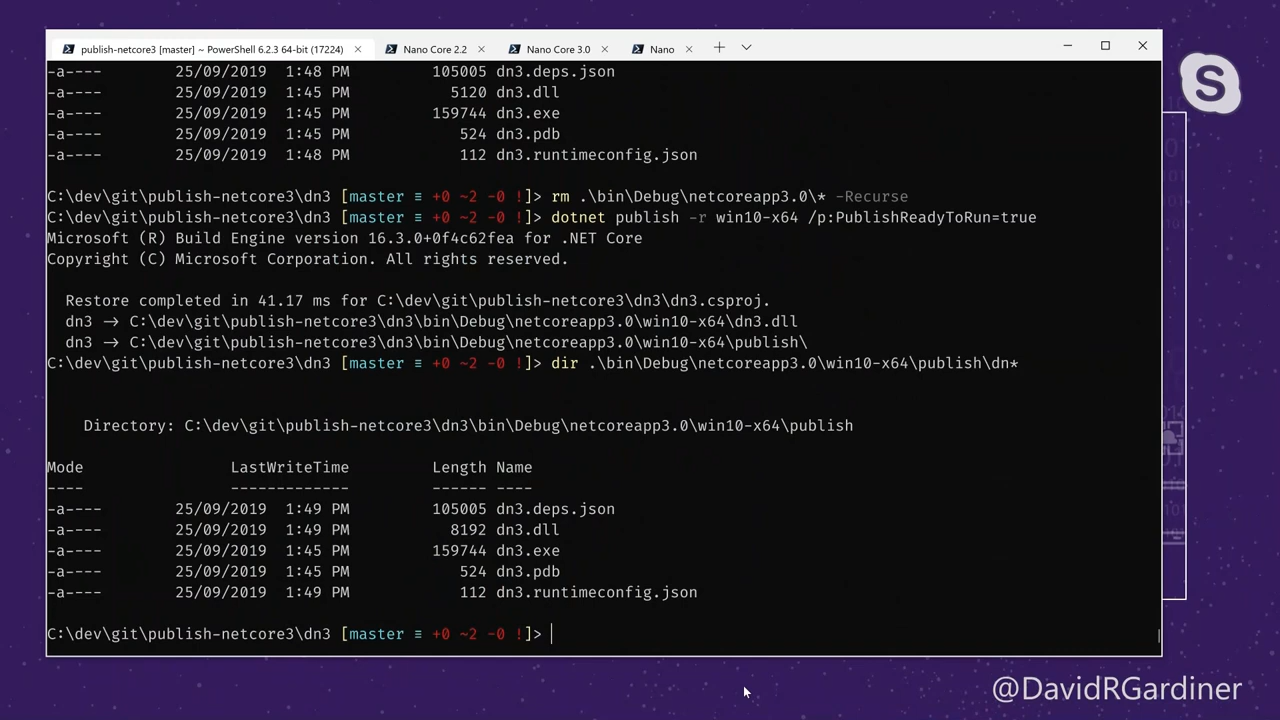 publish-netcore3 [master] ~ PowerShell 6.2.3 64-bit (17224) Nano Core 2.2 Nano Core 3.0 Nano
-a---- 25/09/2019 1:48 PM 105005 dn3.deps.json
-a---- 25/09/2019 1:45 PM 5120 dn3.dll
-a---- 25/09/2019 1:45 PM 159744 dn3.exe
-a---- 25/09/2019 1:45 PM 524 dn3.pdb
-a---- 25/09/2019 1:48 PM 112 dn3.runtimeconfig.json
C:\dev\git\publish-netcore3\dn3 [master ≡ +0 ~2 -0 !]> rm .\bin\Debug\netcoreapp3.0\* -Recurse
C:\dev\git\publish-netcore3\dn3 [master ≡ +0 ~2 -0 !]> dotnet publish -r win10-x64 /p:PublishReadyToRun=true
Microsoft (R) Build Engine version 16.3.0+0f4c62fea for .NET Core
Copyright (C) Microsoft Corporation. All rights reserved.
Restore completed in 41.17 ms for C:\dev\git\publish-netcore3\dn3\dn3.csproj.
dn3 -> C:\dev\git\publish-netcore3\dn3\bin\Debug\netcoreapp3.0\win10-x64\dn3.dll
dn3 -> C:\dev\git\publish-netcore3\dn3\bin\Debug\netcoreapp3.0\win10-x64\publish\
C:\dev\git\publish-netcore3\dn3 [master ≡ +0 ~2 -0 !]> dir .\bin\Debug\netcoreapp3.0\win10-x64\publish\dn*
Directory: C:\dev\git\publish-netcore3\dn3\bin\Debug\netcoreapp3.0\win10-x64\publish
Mode LastWriteTime Length Name
---- ------------- ------ ----
-a---- 25/09/2019 1:49 PM 105005 dn3.deps.json
-a---- 25/09/2019 1:49 PM 8192 dn3.dll
-a---- 25/09/2019 1:45 PM 159744 dn3.exe
-a---- 25/09/2019 1:45 PM 524 dn3.pdb
-a---- 25/09/2019 1:49 PM 112 dn3.runtimeconfig.json
C:\dev\git\publish-netcore3\dn3 [master ≡ +0 ~2 -0 !]>
S
@DavidRGardiner